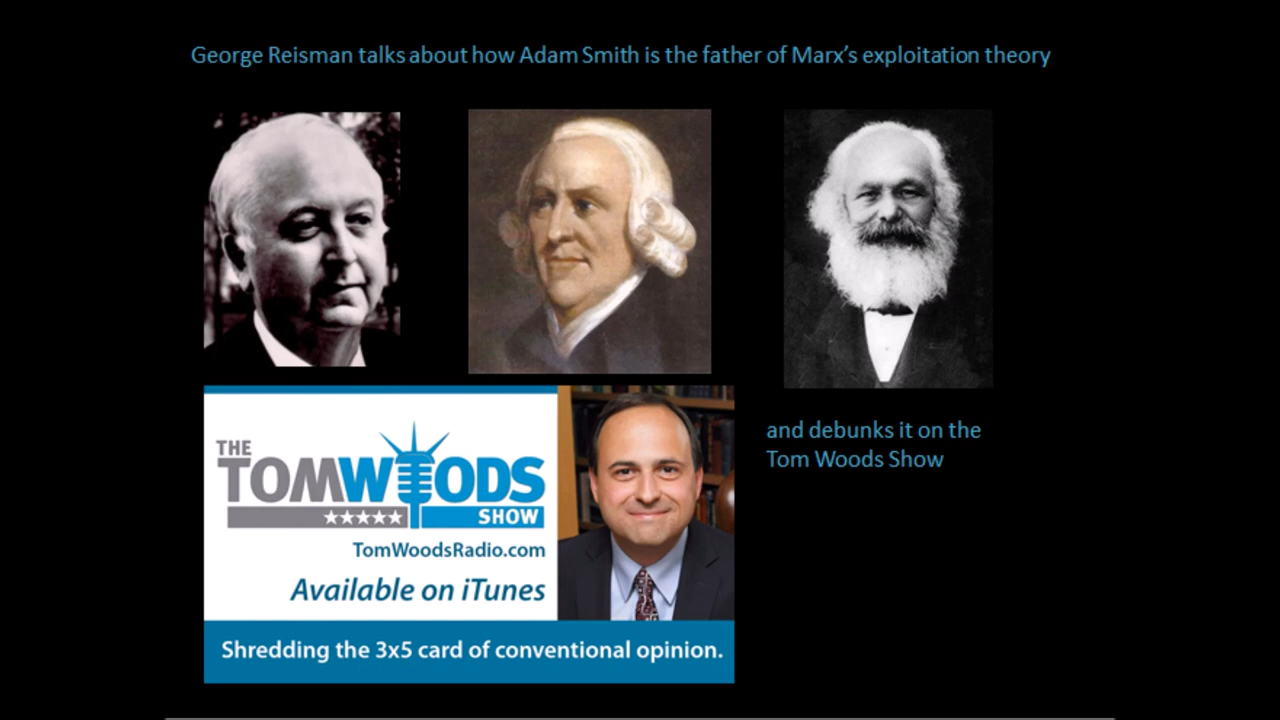 George Reisman talks about how Adam Smith is the father of Marx’s exploitation theory
THE
TOMWOODS
SHOW
TomWoodsRadio.com
Available on iTunes
Shredding the 3x5 card of conventional opinion.
and debunks it on the
Tom Woods Show